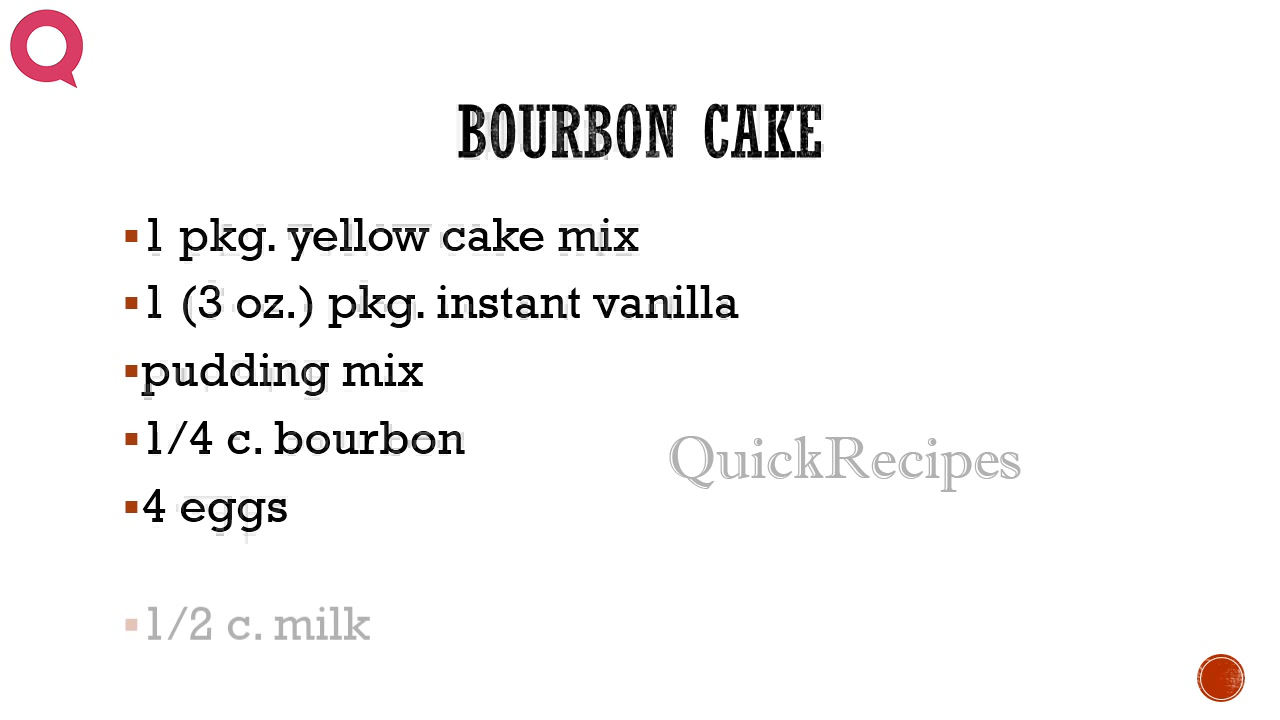 BOURBON CAKE
1 pkg. yellow cake mix
1 (3 oz.) pkg. instant vanilla
pudding mix
1/4 c. bourbon
QuickRecipes
4 eggs
1/2 c. milk